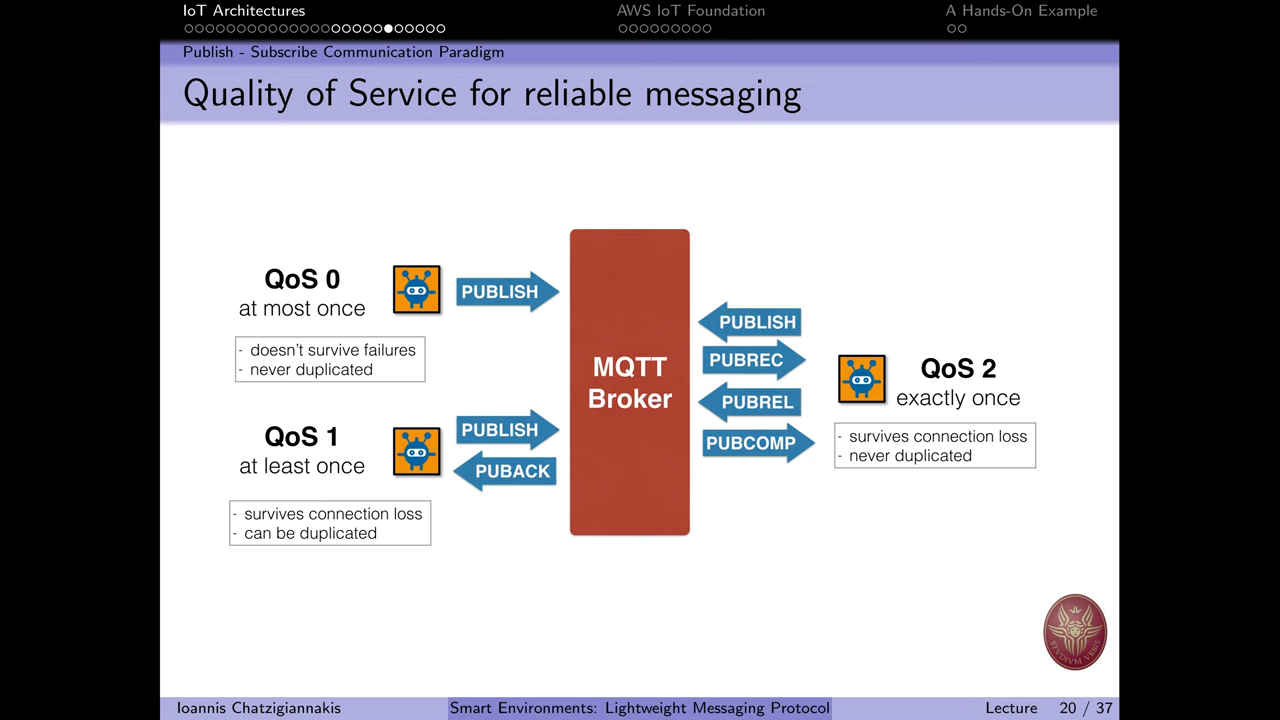 IoT Architectures
AWS IoT Foundation
A Hands-On Example
Publish - Subscribe Communication Paradigm
Quality of Service for reliable messaging
QoS 0
at most once
- doesn't survive failures
- never duplicated
PUBLISH
QoS 1
at least once
- survives connection loss
- can be duplicated
PUBLISH
PUBACK
MQTT
Broker
PUBLISH
PUBREC
PUBREL
PUBCOMP
QoS 2
exactly once
- survives connection loss
- never duplicated
STVDIVM VRBIS
Ioannis Chatzigiannakis
Smart Environments: Lightweight Messaging Protocol
Lecture 20 / 37